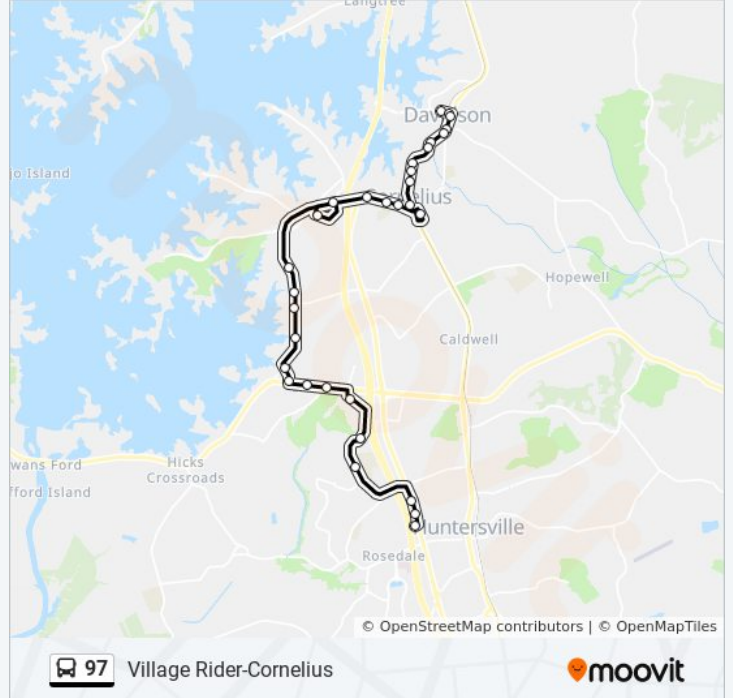 Langtree
Davidson
jo Island
Cornelius
Hopewell
Caldwell
wans Ford
fford Island
Hicks
Crossroads
Huntersville
Rosedale
© OpenStreetMap contributors | © OpenMapTiles
97 Village Rider-Cornelius
moovit